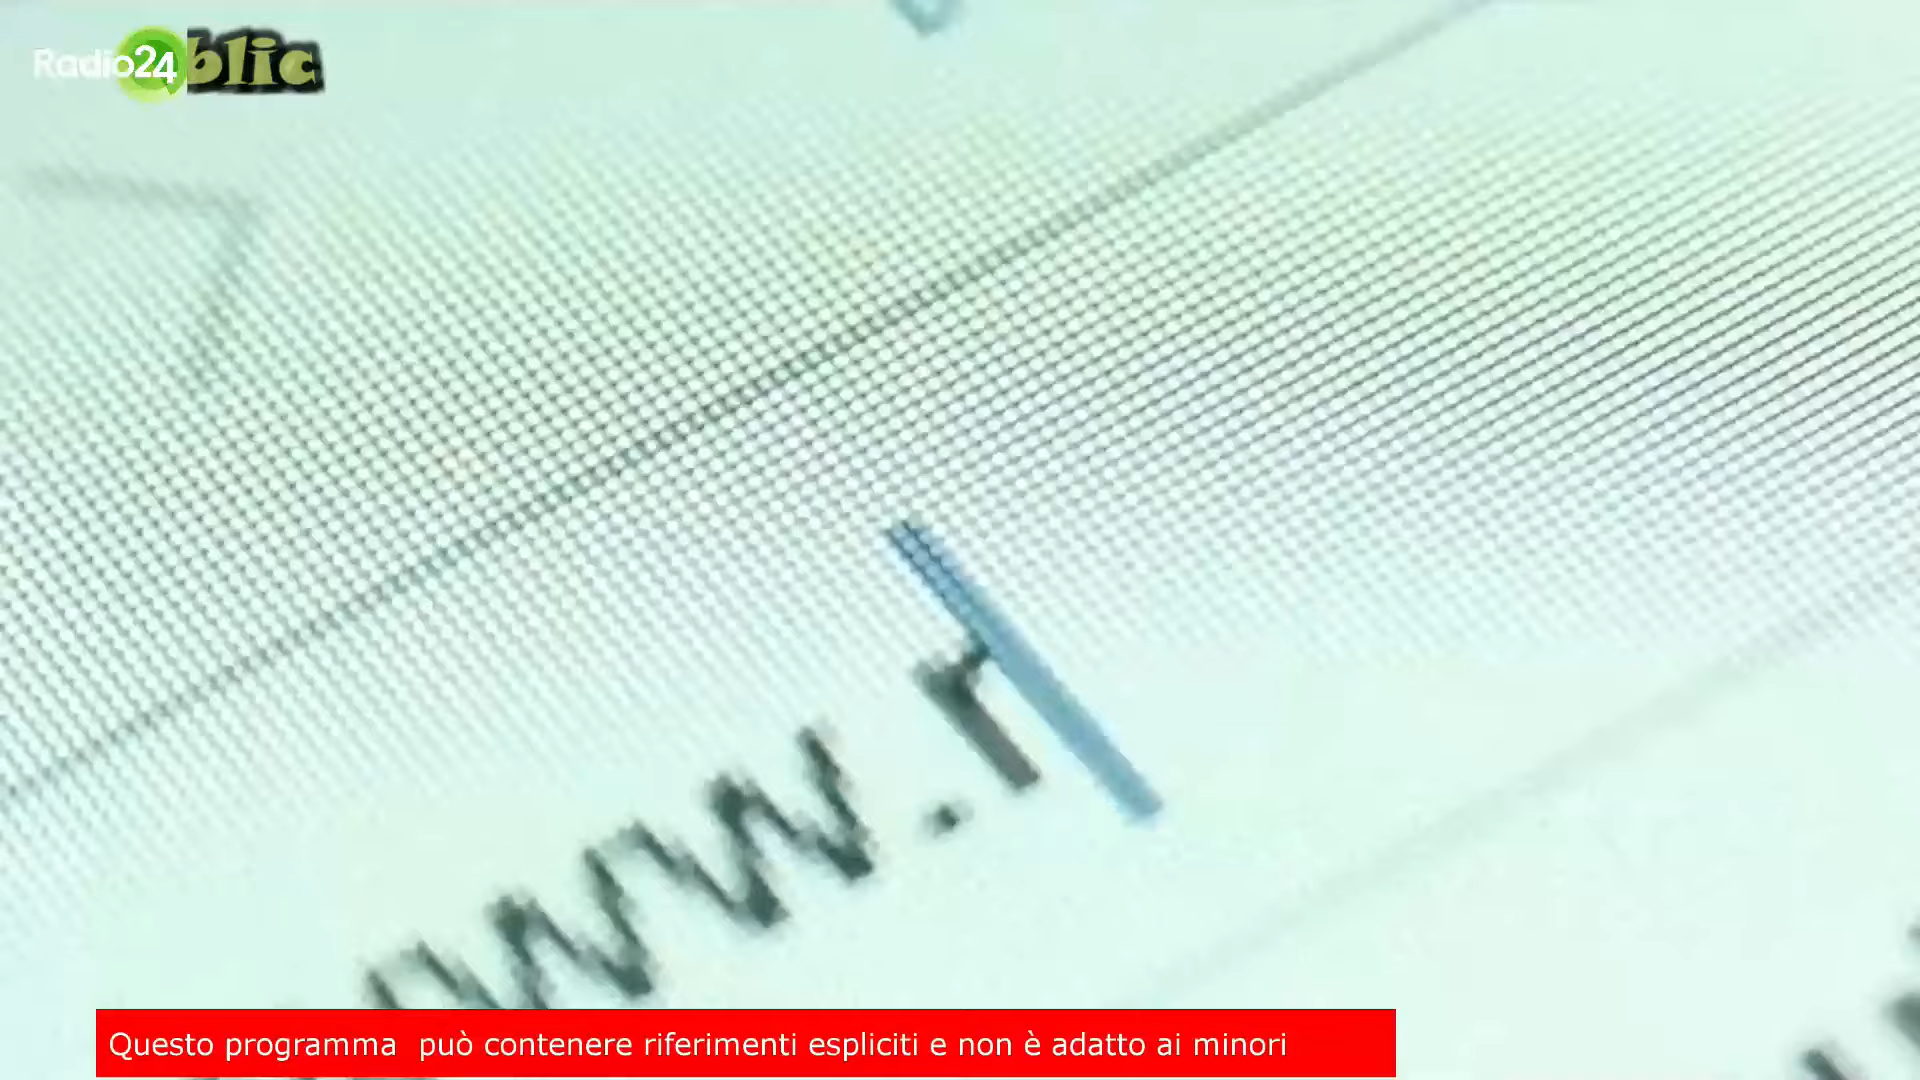 Radio24
blic
www.r
Questo programma può contenere riferimenti espliciti e non è adatto ai minori